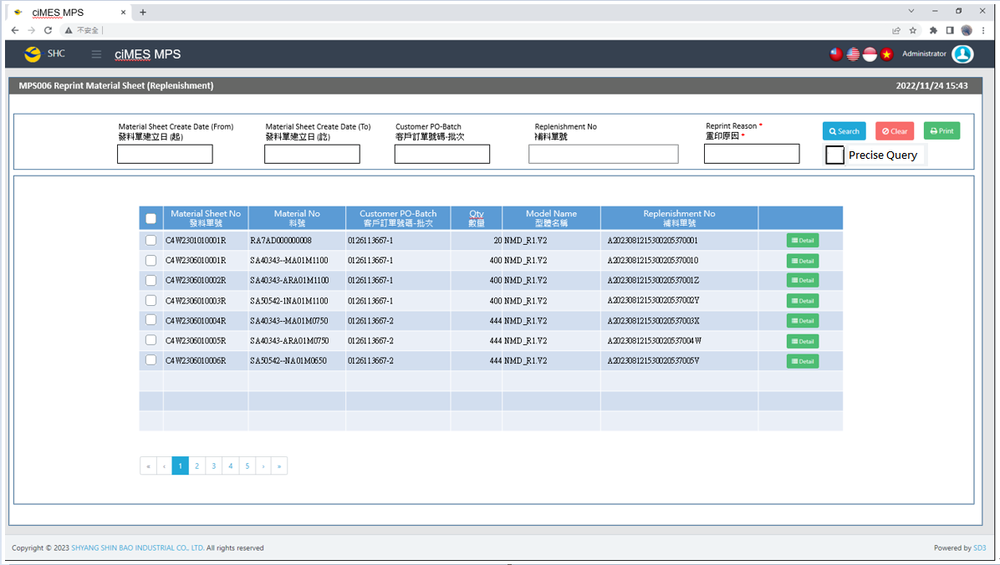 ciMES MPS
不安全
SHC
ciMES MPS
Administrator
MPS006 Reprint Material Sheet (Replenishment)
2022/11/24 15:43
Material Sheet Create Date (From)
發料單建立日 (起)
Material Sheet Create Date (To)
發料單建立日 (訖)
Customer PO-Batch
客戶訂單號碼-批次
Replenishment No
補料單號
Reprint Reason *
重印原因 *
Search
Clear
Print
Precise Query
Material Sheet No
發料單號
Material No
料號
Customer PO-Batch
客戶訂單號碼-批次
Qty
數量
Model Name
型體名稱
Replenishment No
補料單號
C4W2301010001R RA7AD000000008 0126113667-1 20 NMD_R1.V2 A2023081215300205370001 Detail
C4W2306010001R SA40343--MA01M1100 0126113667-1 400 NMD_R1.V2 A2023081215300205370010 Detail
C4W2306010002R SA40343-ARA01M1100 0126113667-1 400 NMD_R1.V2 A202308121530020537001Z Detail
C4W2306010003R SA50542-1NA01M1100 0126113667-1 400 NMD_R1.V2 A202308121530020537002Y Detail
C4W2306010004R SA40343--MA01M0750 0126113667-2 444 NMD_R1.V2 A202308121530020537003X Detail
C4W2306010005R SA40343-ARA01M0750 0126113667-2 444 NMD_R1.V2 A202308121530020537004W Detail
C4W2306010006R SA50542--NA01M0650 0126113667-2 444 NMD_R1.V2 A202308121530020537005V Detail
« ‹ 1 2 3 4 5 › »
Copyright © 2023 SHYANG SHIN BAO INDUSTRIAL CO., LTD. All rights reserved
Powered by SD3